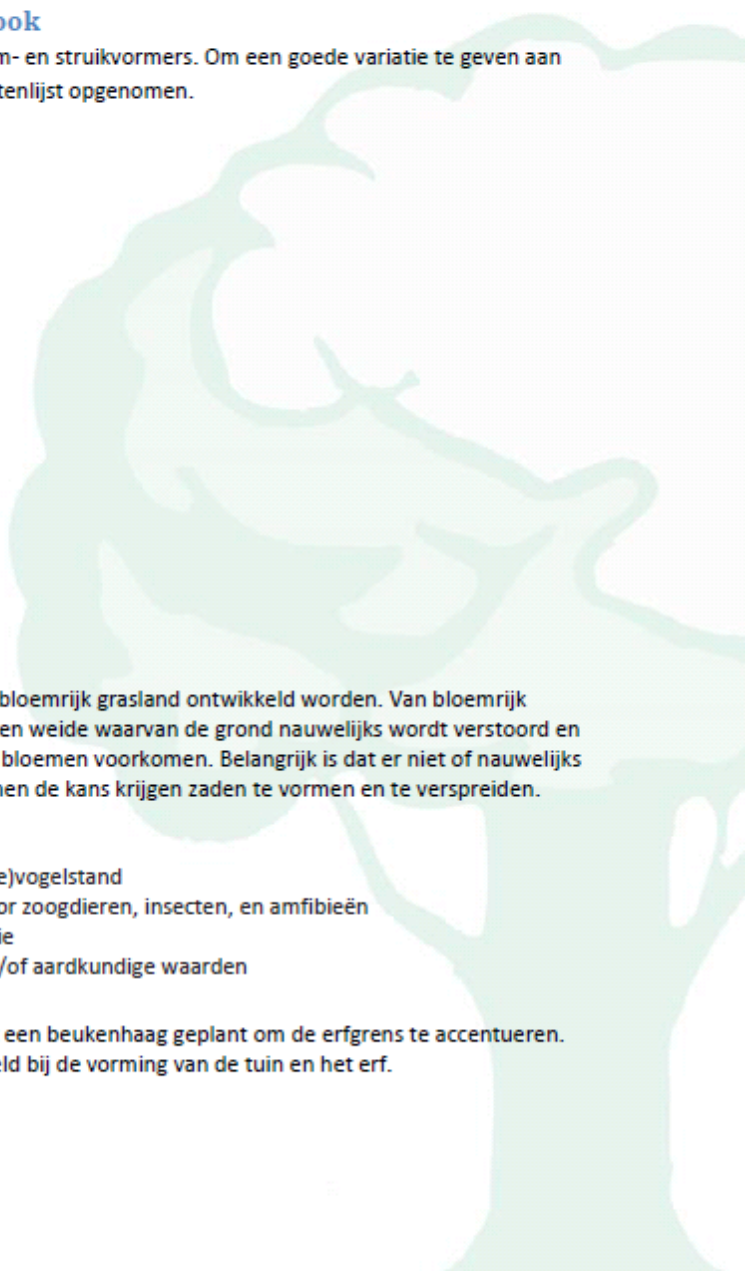 ook
n- en struikvormers. Om een goede variatie te geven aan
tenlijst opgenomen.
bloemrijk grasland ontwikkeld worden. Van bloemrijk
en weide waarvan de grond nauwelijks wordt verstoord en
bloemen voorkomen. Belangrijk is dat er niet of nauwelijks
nen de kans krijgen zaden te vormen en te verspreiden.
e)vogelstand
or zoogdieren, insecten, en amfibieën
ie
/of aardkundige waarden
een beukenhaag geplant om de erfgrens te accentueren.
eld bij de vorming van de tuin en het erf.